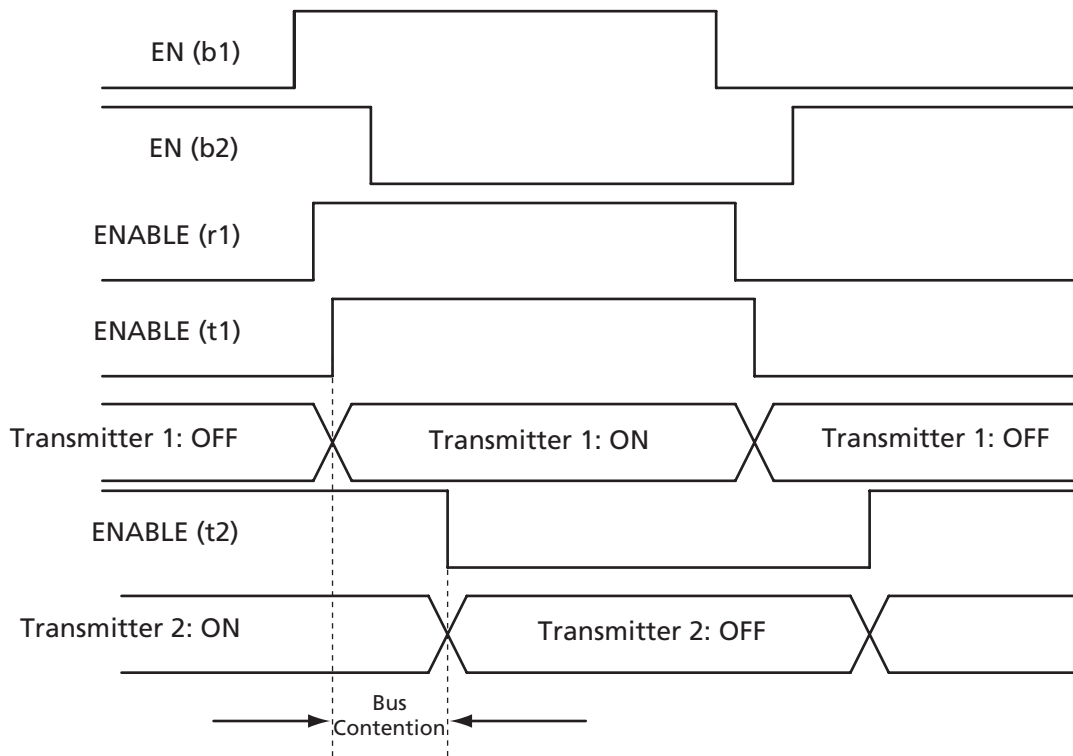 EN (b1)
EN (b2)
ENABLE (r1)
ENABLE (t1)
Transmitter 1: OFF
Transmitter 1: ON
Transmitter 1: OFF
ENABLE (t2)
Transmitter 2: ON
Transmitter 2: OFF
Bus
Contention